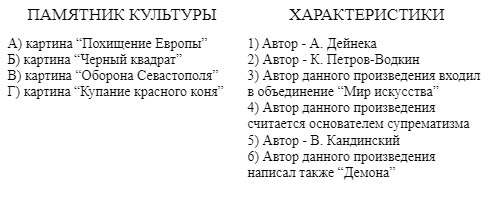 ПАМЯТНИК КУЛЬТУРЫ
А) картина “Похищение Европы”
Б) картина “Черный квадрат”
В) картина “Оборона Севастополя”
Г) картина “Купание красного коня”
ХАРАКТЕРИСТИКИ
1) Автор - А. Дейнека
2) Автор - К. Петров-Водкин
3) Автор данного произведения входил
в объединение “Мир искусства”
4) Автор данного произведения
считается основателем супрематизма
5) Автор - В. Кандинский
6) Автор данного произведения
написал также “Демона”